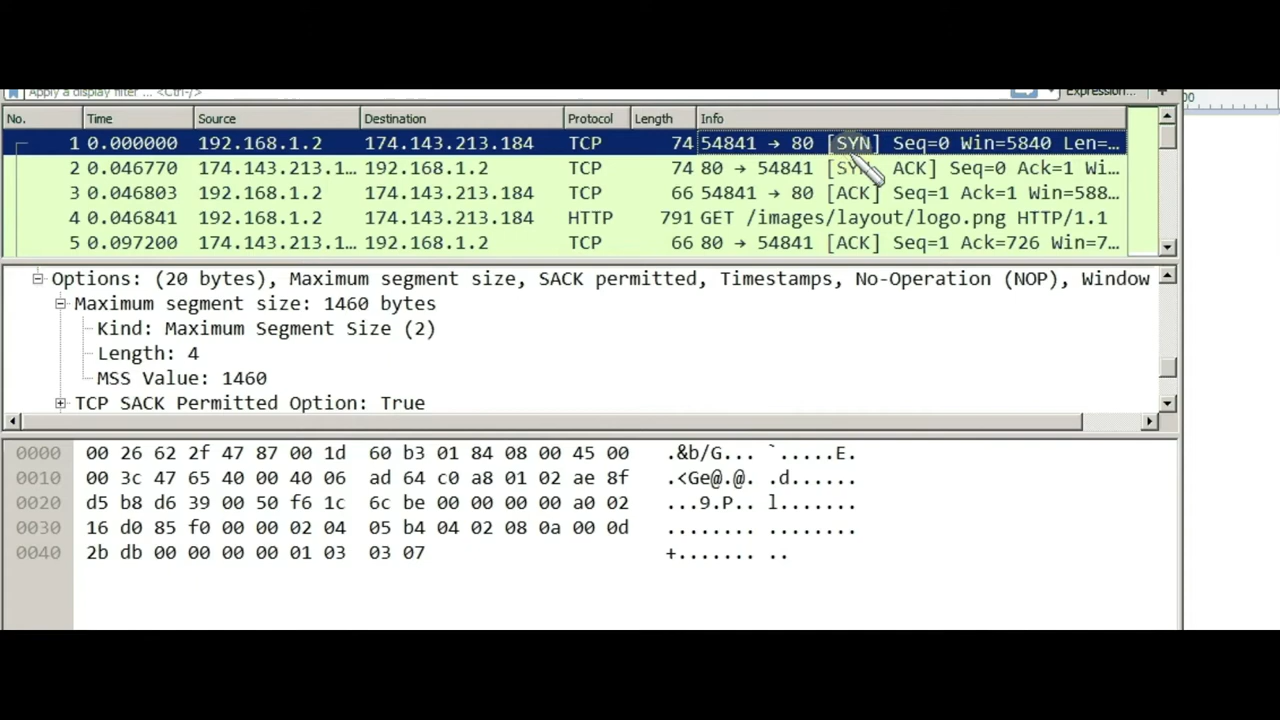 Apply a display filter ... <Ctrl-/> Expression... + 00
No. Time Source Destination Protocol Length Info
1 0.000000 192.168.1.2 174.143.213.184 TCP 74 54841 → 80 [SYN] Seq=0 Win=5840 Len=...
2 0.046770 174.143.213.1... 192.168.1.2 TCP 74 80 → 54841 [SYN ACK] Seq=0 Ack=1 Wi...
3 0.046803 192.168.1.2 174.143.213.184 TCP 66 54841 → 80 [ACK] Seq=1 Ack=1 Win=588...
4 0.046841 192.168.1.2 174.143.213.184 HTTP 791 GET /images/layout/logo.png HTTP/1.1
5 0.097200 174.143.213.1... 192.168.1.2 TCP 66 80 → 54841 [ACK] Seq=1 Ack=726 Win=7...
Options: (20 bytes), Maximum segment size, SACK permitted, Timestamps, No-Operation (NOP), Window
Maximum segment size: 1460 bytes
Kind: Maximum Segment Size (2)
Length: 4
MSS Value: 1460
TCP SACK Permitted Option: True
0000 00 26 62 2f 47 87 00 1d 60 b3 01 84 08 00 45 00 .&b/G... `.....E.
0010 00 3c 47 65 40 00 40 06 ad 64 c0 a8 01 02 ae 8f .<Ge@.@. .d......
0020 d5 b8 d6 39 00 50 f6 1c 6c be 00 00 00 00 a0 02 ...9.P.. l.......
0030 16 d0 85 f0 00 00 02 04 05 b4 04 02 08 0a 00 0d ........ ........
0040 2b db 00 00 00 00 01 03 03 07 +....... ..